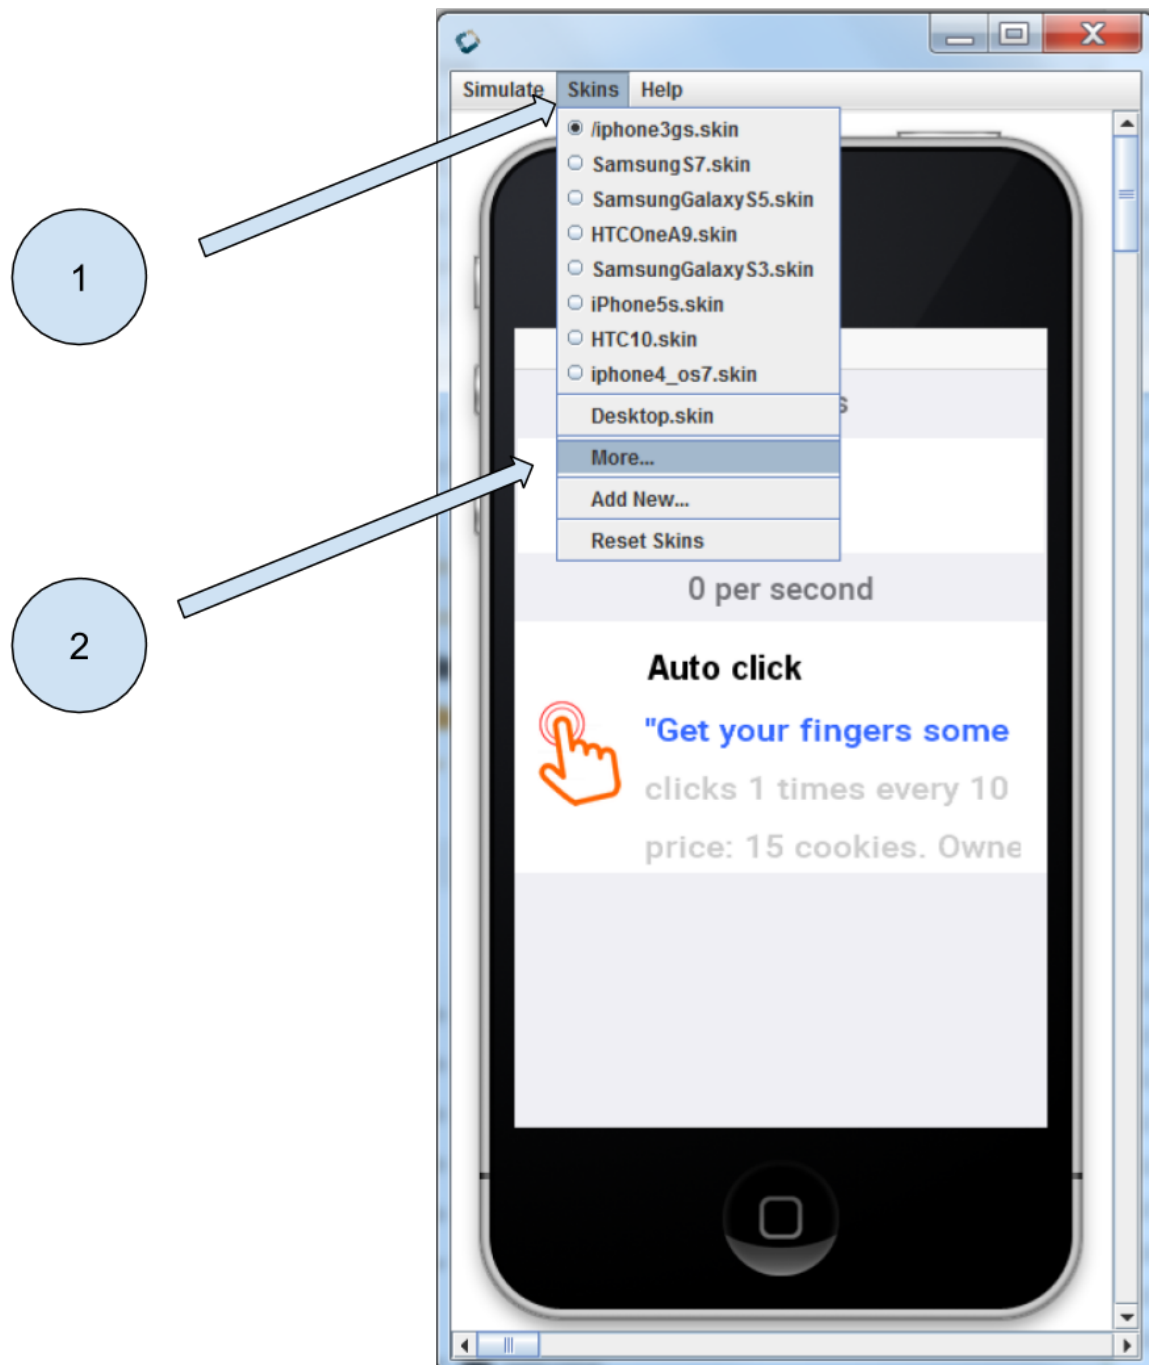 Simulate Skins Help
/iphone3gs.skin
SamsungS7.skin
SamsungGalaxyS5.skin
HTCOneA9.skin
SamsungGalaxyS3.skin
iPhone5s.skin
HTC10.skin
iphone4_os7.skin
Desktop.skin
More...
Add New...
Reset Skins
1
2
0 per second
Auto click
"Get your fingers some
clicks 1 times every 10
price: 15 cookies. Owne